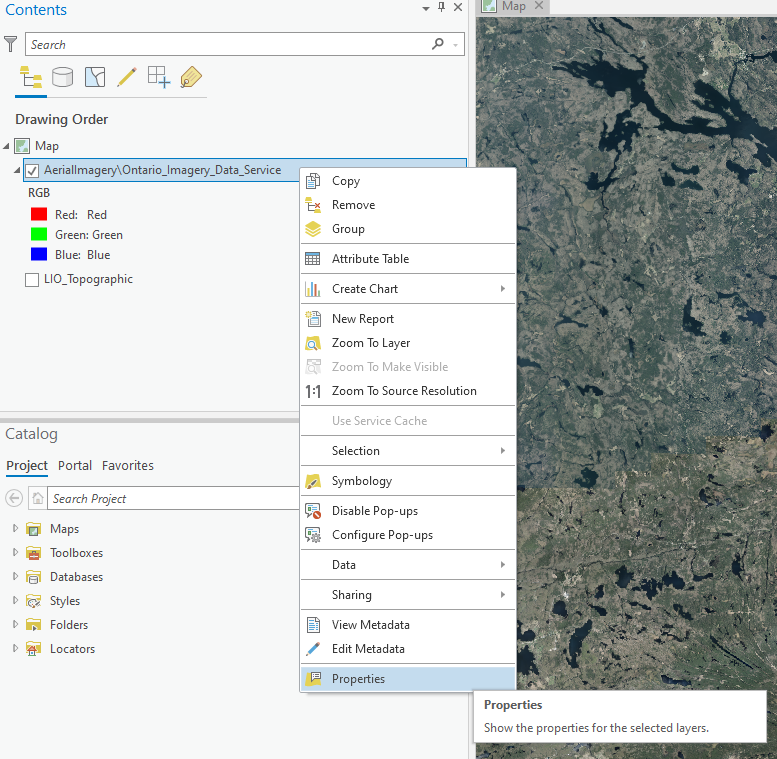 Contents
Map
Search
Drawing Order
Map
AerialImagery\Ontario_Imagery_Data_Service
RGB
Red: Red
Green: Green
Blue: Blue
LIO_Topographic
Copy
Remove
Group
Attribute Table
Create Chart
New Report
Zoom To Layer
Zoom To Make Visible
1:1 Zoom To Source Resolution
Use Service Cache
Selection
Symbology
Disable Pop-ups
Configure Pop-ups
Data
Sharing
View Metadata
Edit Metadata
Properties
Properties
Show the properties for the selected layers.
Catalog
Project Portal Favorites
Search Project
Maps
Toolboxes
Databases
Styles
Folders
Locators